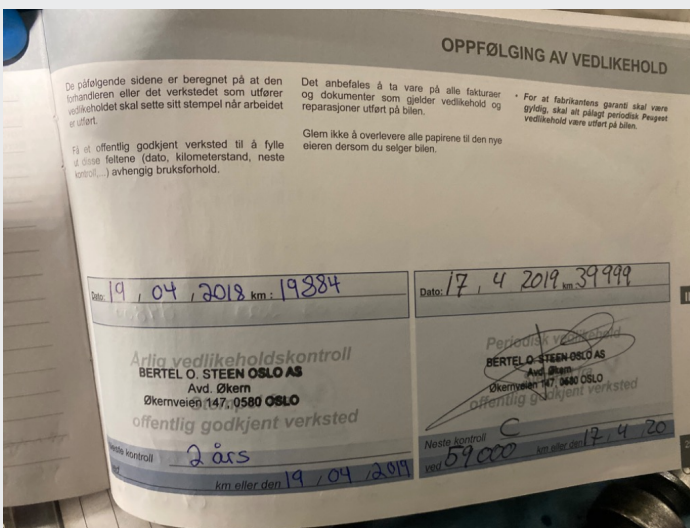 OPPFØLGING AV VEDLIKEHOLD
De påfølgende sidene er beregnet på at den
forhandleren eller det verkstedet som utfører
vedlikeholdet skal sette sitt stempel når arbeidet
er utført.
Få et offentlig godkjent verksted til å fylle
ut disse feltene (dato, kilometerstand, neste
kontroll,...) avhengig bruksforhold.
Det anbefales å ta vare på alle fakturaer
og dokumenter som gjelder vedlikehold og
reparasjoner utført på bilen.
Glem ikke å overlevere alle papirene til den nye
eieren dersom du selger bilen.
• For at fabrikantens garanti skal være
gyldig, skal alt pålagt periodisk Peugeot
vedlikehold være utført på bilen.
Dato: 19 , 04 , 2018 km : 19884
Årlig vedlikeholdskontroll
BERTEL O. STEEN OSLO AS
Avd. Økern
Økernveien 147, 0580 OSLO
offentlig godkjent verksted
Neste kontroll 2 års
ved km eller den 19 / 04 / 2019
Dato: 17 , 4 2019 km 39999
Periodisk vedlikehold
BERTEL O STEEN OSLO AS
Avd. Økern
Økernveien 147, 0580 OSLO
offentlig godkjent verksted
Neste kontroll C
ved 59000 km eller den 17 , 4 , 20